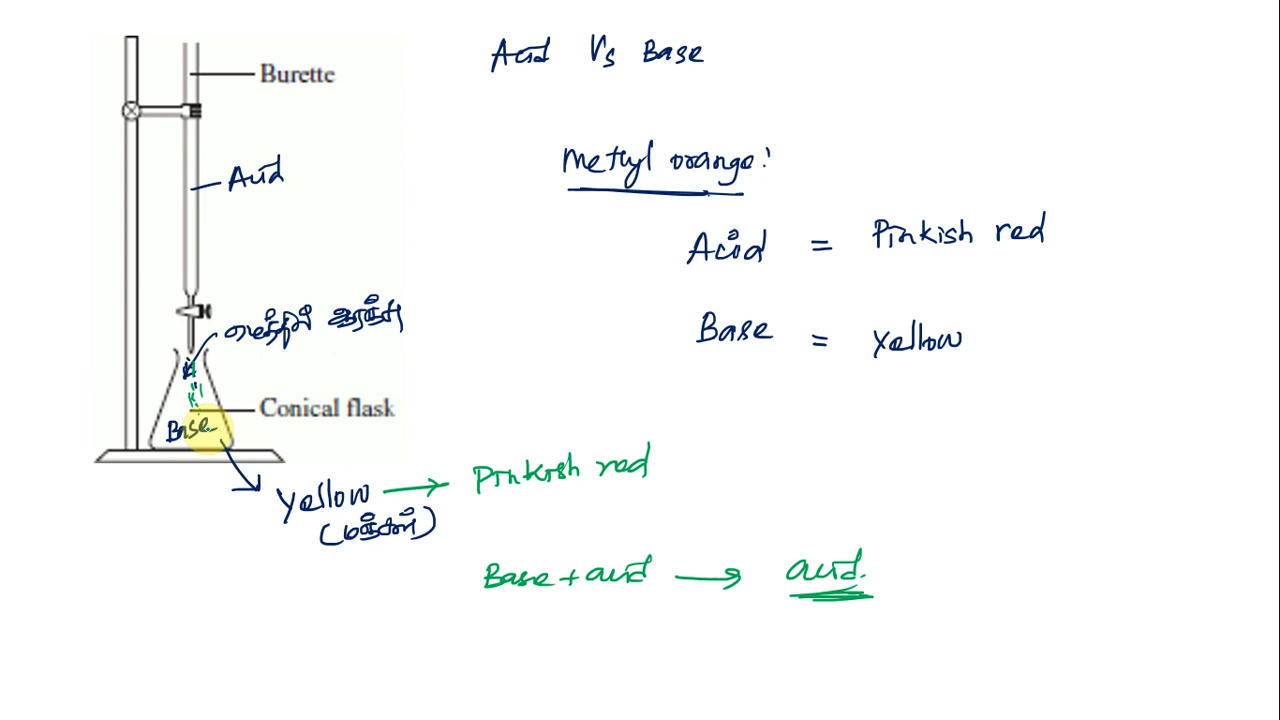 Acid Vs Base
Burette
Methyl orange:
Acid
Acid = Pinkish red
மெத்தில் ஆரஞ்சு
Base = Yellow
Conical flask
Base
Yellow → Pinkish red
(மஞ்சள்)
Base + acid → acid.